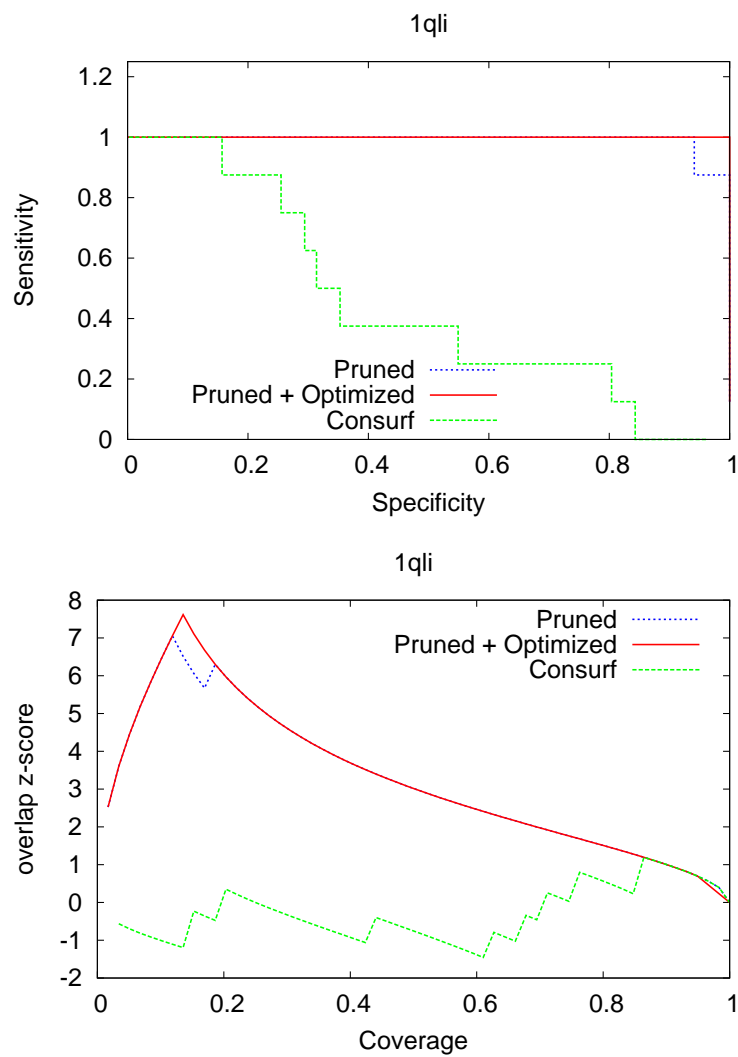 1qli
1.2
1
0.8
0.6
0.4
0.2
0
Sensitivity
Pruned
Pruned + Optimized
Consurf
0 0.2 0.4 0.6 0.8 1
Specificity
1qli
8
7
6
5
4
3
2
1
0
-1
-2
overlap z-score
Pruned
Pruned + Optimized
Consurf
0 0.2 0.4 0.6 0.8 1
Coverage